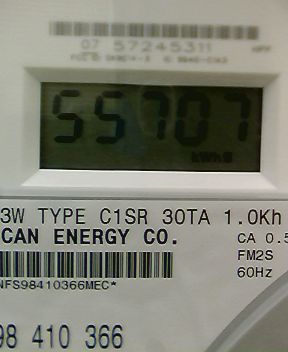 07 57245311
55707
kWhB
3W TYPE C1SR 30TA 1.0Kh
CAN ENERGY CO.
CA 0.5
FM2S
60Hz
NFS98410366MEC*
98 410 366